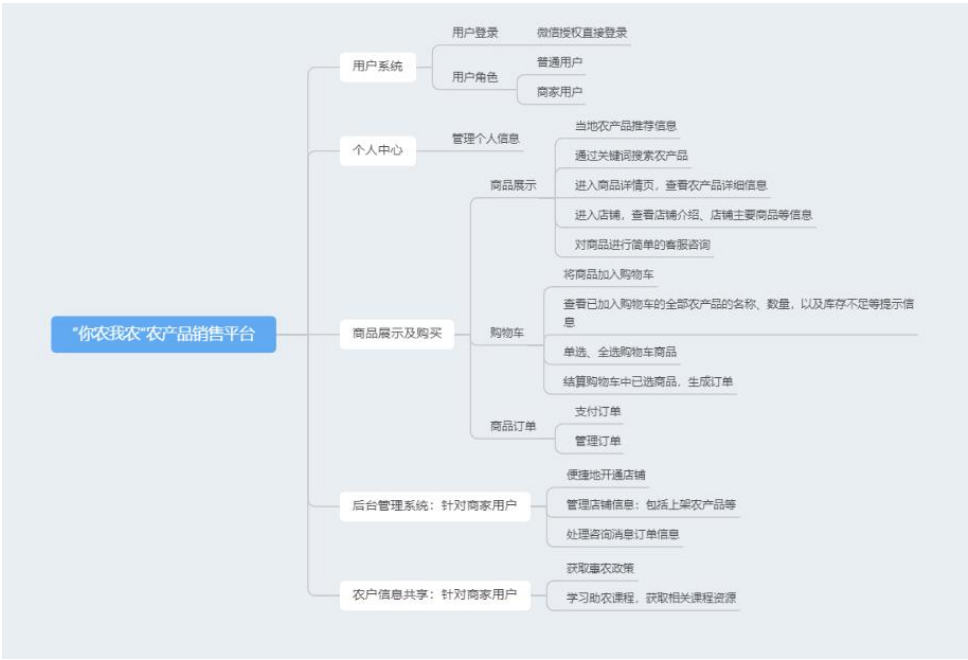 “你农我农”农产品销售平台
用户系统
用户登录
微信授权直接登录
用户角色
普通用户
商家用户
个人中心
管理个人信息
商品展示及购买
商品展示
当地农产品推荐信息
通过关键词搜索农产品
进入商品详情页，查看农产品详细信息
进入店铺，查看店铺介绍、店铺主要商品等信息
对商品进行简单的客服咨询
购物车
将商品加入购物车
查看已加入购物车的全部农产品的名称、数量，以及库存不足等提示信
息
单选、全选购物车商品
结算购物车中已选商品，生成订单
商品订单
支付订单
管理订单
后台管理系统：针对商家用户
便捷地开通店铺
管理店铺信息：包括上架农产品等
处理咨询消息订单信息
农户信息共享：针对商家用户
获取惠农政策
学习助农课程，获取相关课程资源